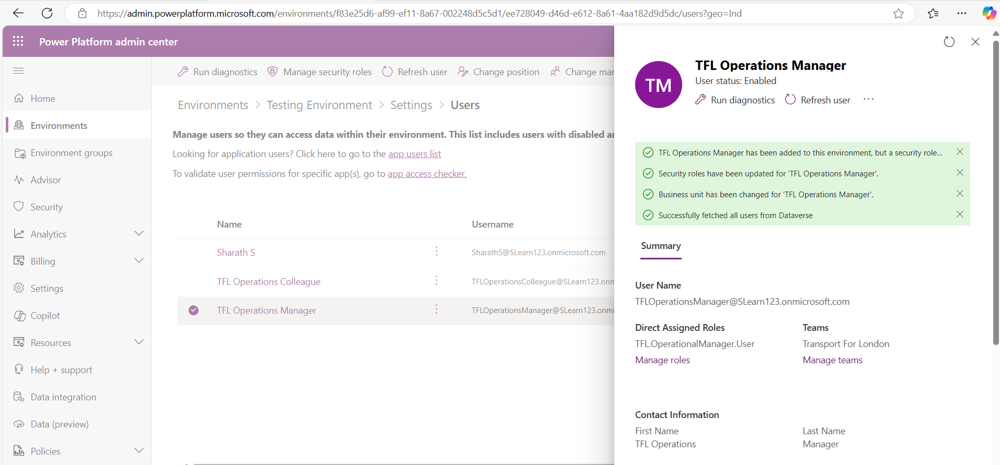 https://admin.powerplatform.microsoft.com/environments/f83e25d6-af99-ef11-8a67-002248d5c5d1/ee728049-d46d-e612-8a61-4aa182d9d5dc/users?geo=Ind
Power Platform admin center
Home
Environments
Environment groups
Advisor
Security
Analytics
Billing
Settings
Copilot
Resources
Help + support
Data integration
Data (preview)
Policies
Run diagnostics
Manage security roles
Refresh user
Change position
Change mar
Environments > Testing Environment > Settings > Users
Manage users so they can access data within their environment. This list includes users with disabled ar
Looking for application users? Click here to go to the app users list
To validate user permissions for specific app(s), go to app access checker.
Name Username
Sharath S SharathS@SLearn123.onmicrosoft.com
TFL Operations Colleague TFLOperationsColleague@SLearn123.onm
TFL Operations Manager TFLOperationsManager@SLearn123.onmi
TM
TFL Operations Manager
User status: Enabled
Run diagnostics Refresh user ...
TFL Operations Manager has been added to this environment, but a security role...
Security roles have been updated for 'TFL Operations Manager'.
Business unit has been changed for 'TFL Operations Manager'.
Successfully fetched all users from Dataverse
Summary
User Name
TFLOperationsManager@SLearn123.onmicrosoft.com
Direct Assigned Roles Teams
TFL.OperationalManager.User Transport For London
Manage roles Manage teams
Contact Information
First Name Last Name
TFL Operations Manager